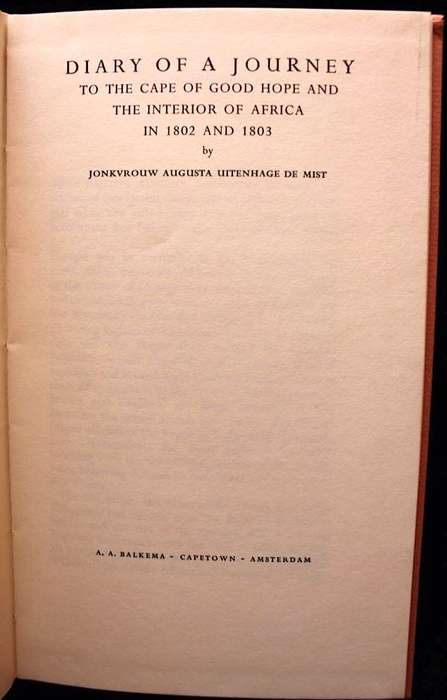 DIARY OF A JOURNEY
TO THE CAPE OF GOOD HOPE AND
THE INTERIOR OF AFRICA
IN 1802 AND 1803
by
JONKVROUW AUGUSTA UITENHAGE DE MIST
A. A. BALKEMA - CAPETOWN - AMSTERDAM